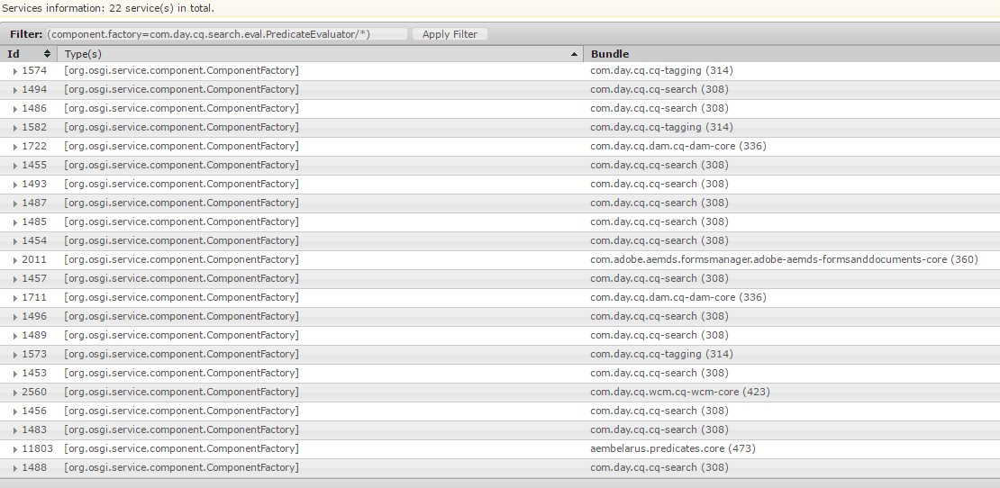 Services information: 22 service(s) in total.
Filter: (component.factory=com.day.cq.search.eval.PredicateEvaluator/*) Apply Filter
Id Type(s) Bundle
1574 [org.osgi.service.component.ComponentFactory] com.day.cq.cq-tagging (314)
1494 [org.osgi.service.component.ComponentFactory] com.day.cq.cq-search (308)
1486 [org.osgi.service.component.ComponentFactory] com.day.cq.cq-search (308)
1582 [org.osgi.service.component.ComponentFactory] com.day.cq.cq-tagging (314)
1722 [org.osgi.service.component.ComponentFactory] com.day.cq.dam.cq-dam-core (336)
1455 [org.osgi.service.component.ComponentFactory] com.day.cq.cq-search (308)
1493 [org.osgi.service.component.ComponentFactory] com.day.cq.cq-search (308)
1487 [org.osgi.service.component.ComponentFactory] com.day.cq.cq-search (308)
1485 [org.osgi.service.component.ComponentFactory] com.day.cq.cq-search (308)
1454 [org.osgi.service.component.ComponentFactory] com.day.cq.cq-search (308)
2011 [org.osgi.service.component.ComponentFactory] com.adobe.aemds.formsmanager.adobe-aemds-formsanddocuments-core (360)
1457 [org.osgi.service.component.ComponentFactory] com.day.cq.cq-search (308)
1711 [org.osgi.service.component.ComponentFactory] com.day.cq.dam.cq-dam-core (336)
1496 [org.osgi.service.component.ComponentFactory] com.day.cq.cq-search (308)
1489 [org.osgi.service.component.ComponentFactory] com.day.cq.cq-search (308)
1573 [org.osgi.service.component.ComponentFactory] com.day.cq.cq-tagging (314)
1453 [org.osgi.service.component.ComponentFactory] com.day.cq.cq-search (308)
2560 [org.osgi.service.component.ComponentFactory] com.day.cq.wcm.cq-wcm-core (423)
1456 [org.osgi.service.component.ComponentFactory] com.day.cq.cq-search (308)
1483 [org.osgi.service.component.ComponentFactory] com.day.cq.cq-search (308)
11803 [org.osgi.service.component.ComponentFactory] aembelarus.predicates.core (473)
1488 [org.osgi.service.component.ComponentFactory] com.day.cq.cq-search (308)